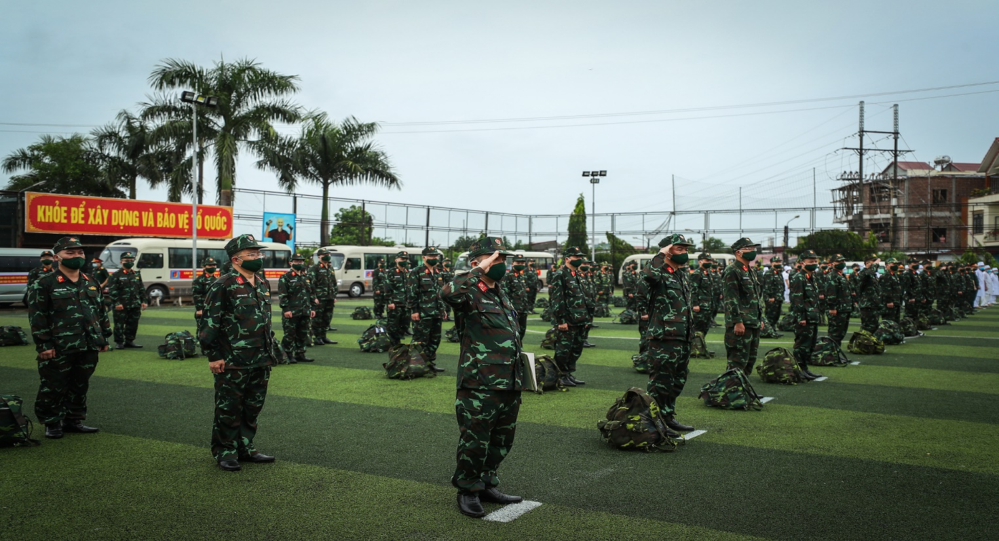 KHỎE ĐỂ XÂY DỰNG VÀ BẢO VỆ TỔ QUỐC